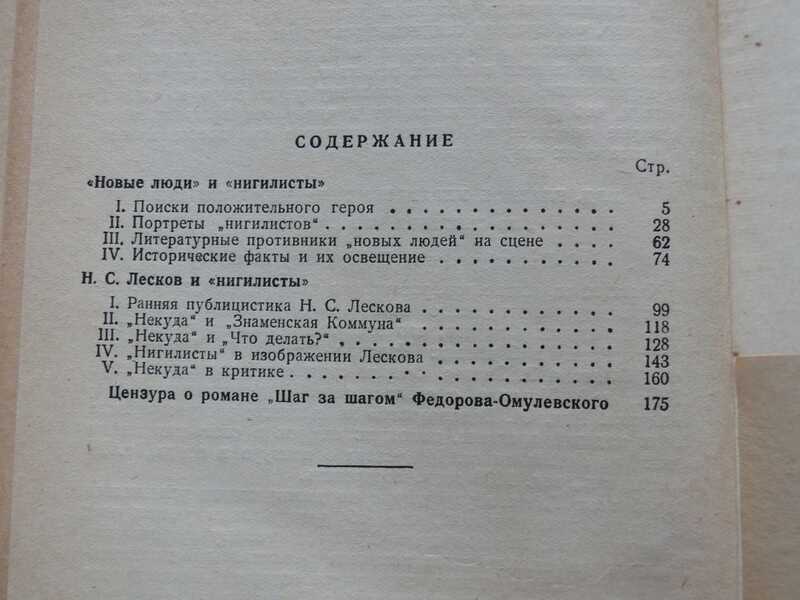 СОДЕРЖАНИЕ
Стр.
«Новые люди» и «нигилисты»
I. Поиски положительного героя . . . . . . . . . . . . . 5
II. Портреты „нигилистов“ . . . . . . . . . . . . . . . 28
III. Литературные противники „новых людей“ на сцене . . . . 62
IV. Исторические факты и их освещение . . . . . . . . . . 74
Н. С. Лесков и «нигилисты»
I. Ранняя публицистика Н. С. Лескова . . . . . . . . . . . 99
II. „Некуда“ и „Знаменская Коммуна“ . . . . . . . . . . . 118
III. „Некуда“ и „Что делать?“ . . . . . . . . . . . . . . . 128
IV. „Нигилисты“ в изображении Лескова . . . . . . . . . . 143
V. „Некуда“ в критике . . . . . . . . . . . . . . . . . 160
Цензура о романе „Шаг за шагом“ Федорова-Омулевского 175